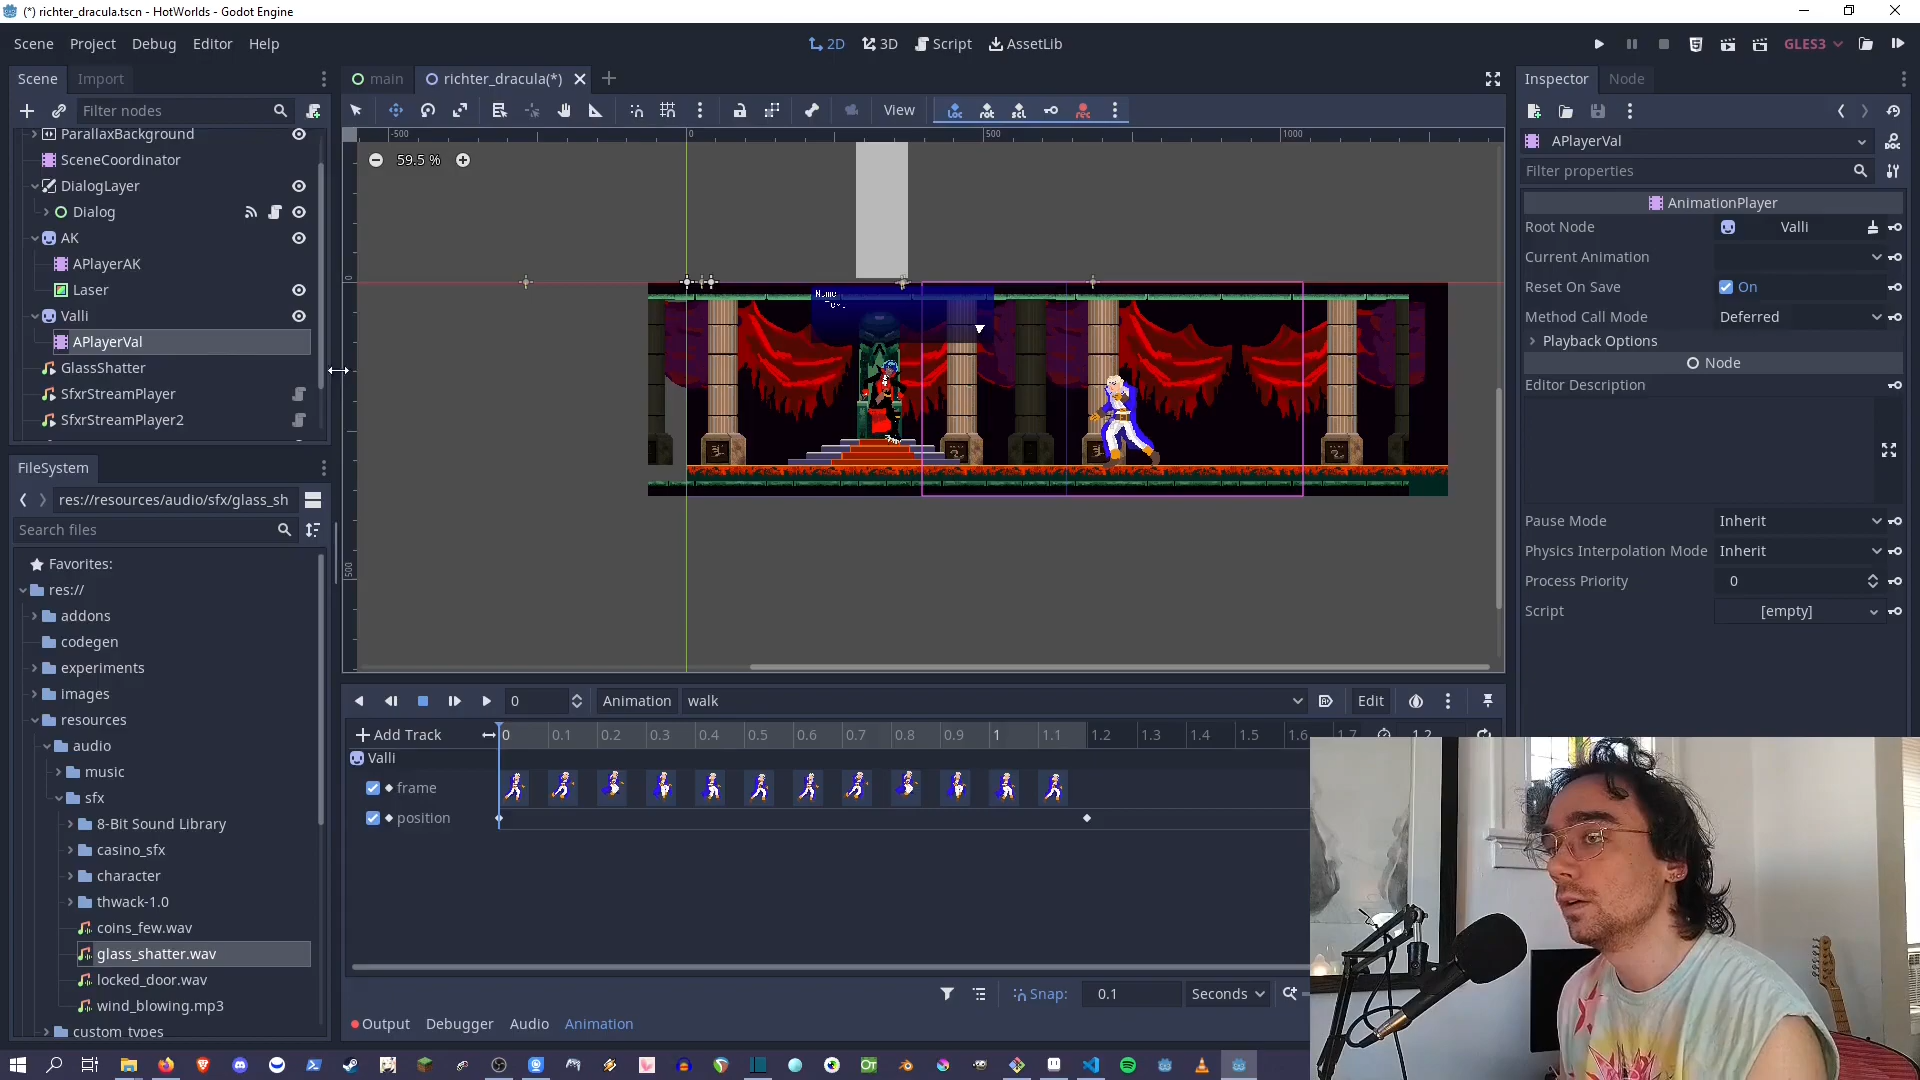 (*) richter_dracula.tscn - HotWorlds - Godot Engine
Scene Project Debug Editor Help
2D 3D Script AssetLib
GLES3
Scene Import
main richter_dracula(*)
Inspector Node
Filter nodes
View
APlayerVal
Filter properties
ParallaxBackground
SceneCoordinator
DialogLayer
Dialog
AK
APlayerAK
Laser
Valli
APlayerVal
GlassShatter
SfxrStreamPlayer
SfxrStreamPlayer2
-500 0 500 1000
59.5 %
0
500
Name
AnimationPlayer
Root Node Valli
Current Animation
Reset On Save On
Method Call Mode Deferred
Playback Options
Node
Editor Description
Pause Mode Inherit
Physics Interpolation Mode Inherit
Process Priority 0
Script [empty]
FileSystem
res://resources/audio/sfx/glass_sh
Search files
Favorites:
res://
addons
codegen
experiments
images
resources
audio
music
sfx
8-Bit Sound Library
casino_sfx
character
thwack-1.0
coins_few.wav
glass_shatter.wav
locked_door.wav
wind_blowing.mp3
custom_types
0 Animation walk Edit
Add Track 0 0.1 0.2 0.3 0.4 0.5 0.6 0.7 0.8 0.9 1 1.1 1.2 1.3 1.4 1.5 1.6 1.7 1.2
Valli
frame
position
Snap: 0.1 Seconds
Output Debugger Audio Animation